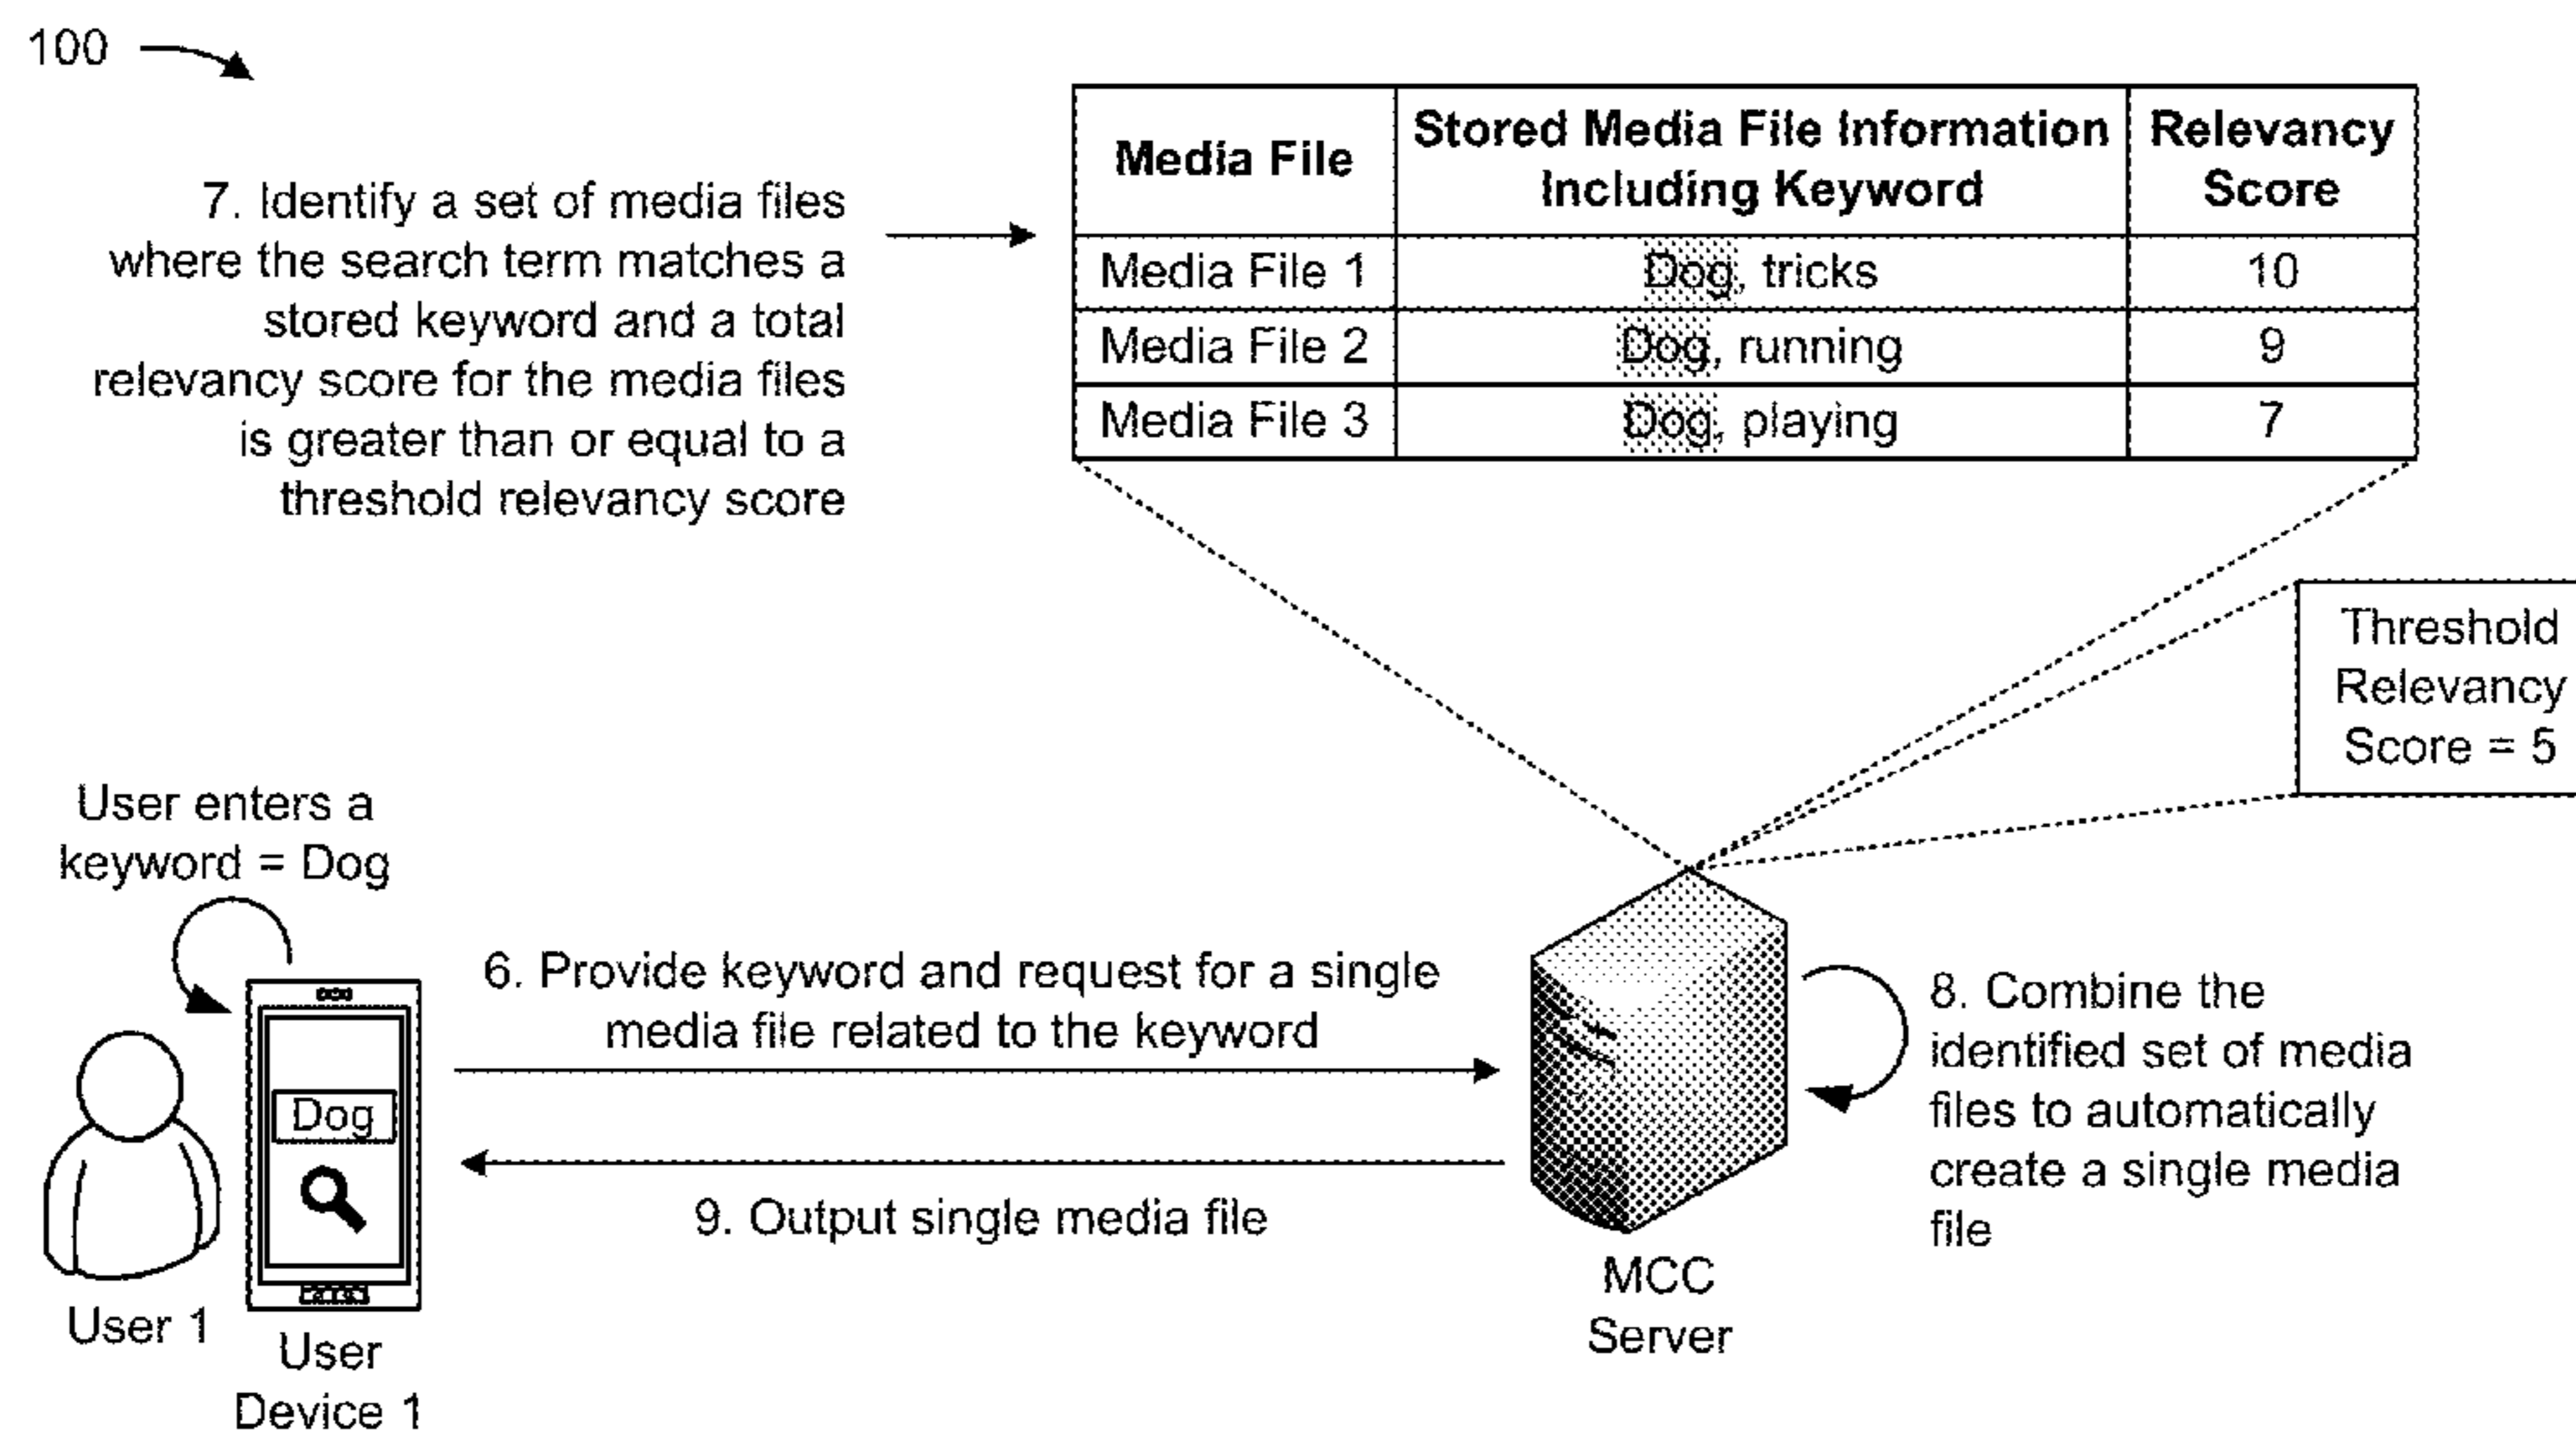 100
7. Identify a set of media files
where the search term matches a
stored keyword and a total
relevancy score for the media files
is greater than or equal to a
threshold relevancy score
Media File
Stored Media File Information
Including Keyword
Relevancy
Score
Media File 1
Dog, tricks
10
Media File 2
Dog, running
9
Media File 3
Dog, playing
7
Threshold
Relevancy
Score = 5
User enters a
keyword = Dog
6. Provide keyword and request for a single
media file related to the keyword
Dog
9. Output single media file
8. Combine the
identified set of media
files to automatically
create a single media
file
MCC
Server
User 1
User
Device 1